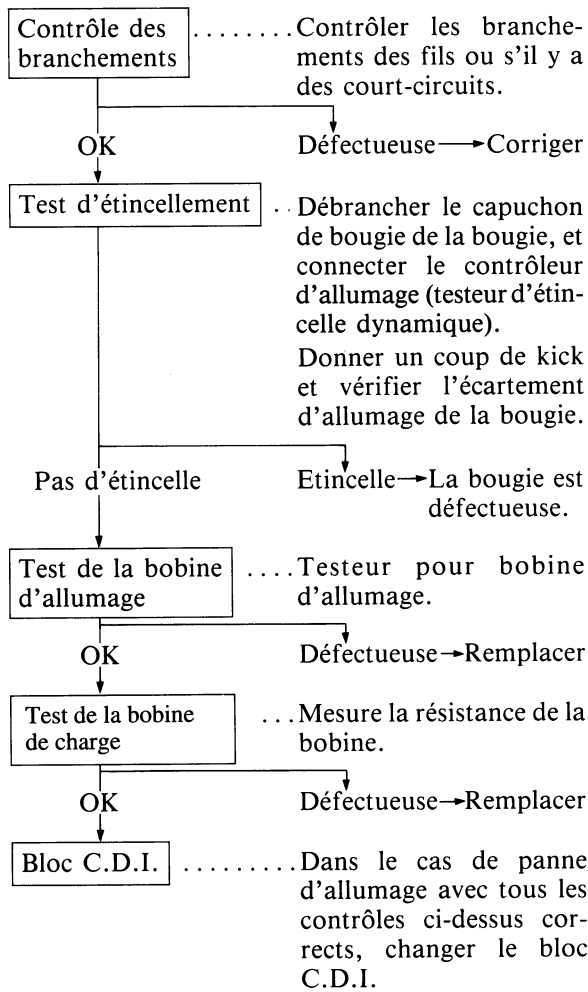 Contrôle des ........ Contrôler les branche-
branchements ments des fils ou s'il y a
des court-circuits.
OK Défectueuse → Corriger
Test d'étincellement .. Débrancher le capuchon
de bougie de la bougie, et
connecter le contrôleur
d'allumage (testeur d'étin-
celle dynamique).
Donner un coup de kick
et vérifier l'écartement
d'allumage de la bougie.
Pas d'étincelle Etincelle → La bougie est
défectueuse.
Test de la bobine .... Testeur pour bobine
d'allumage d'allumage.
OK Défectueuse → Remplacer
Test de la bobine ... Mesure la résistance de la
de charge bobine.
OK Défectueuse → Remplacer
Bloc C.D.I. ......... Dans le cas de panne
d'allumage avec tous les
contrôles ci-dessus cor-
rects, changer le bloc
C.D.I.